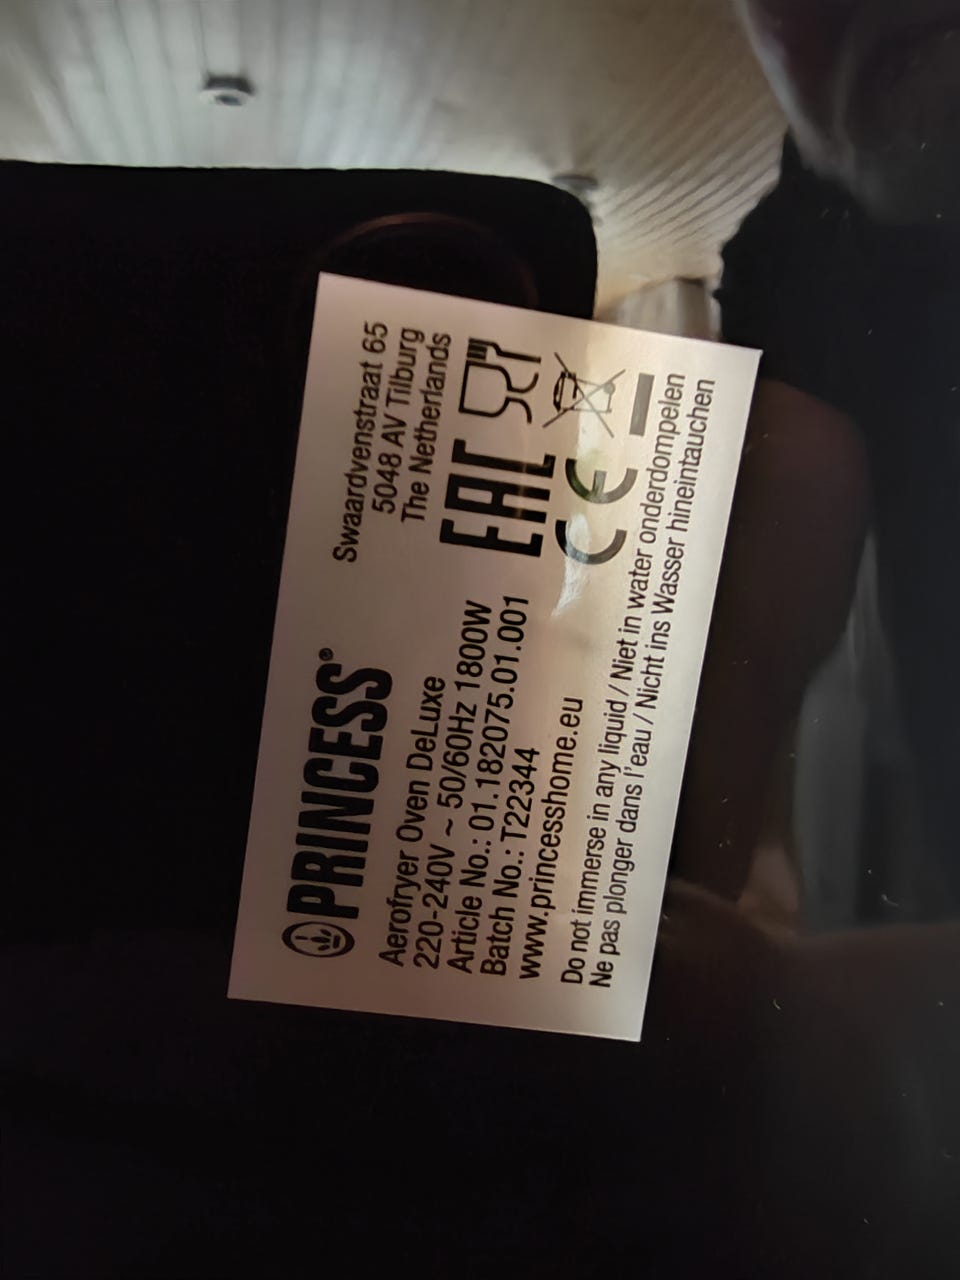 PRINCESS®
Swaardvenstraat 65
5048 AV Tilburg
The Netherlands
Aerofryer Oven DeLuxe
220-240V ~ 50/60Hz 1800W
Article No.: 01.182075.01.001
Batch No.: T22344
www.princesshome.eu
EAC
CE
Do not immerse in any liquid / Niet in water onderdompelen
Ne pas plonger dans l'eau / Nicht ins Wasser hineintauchen